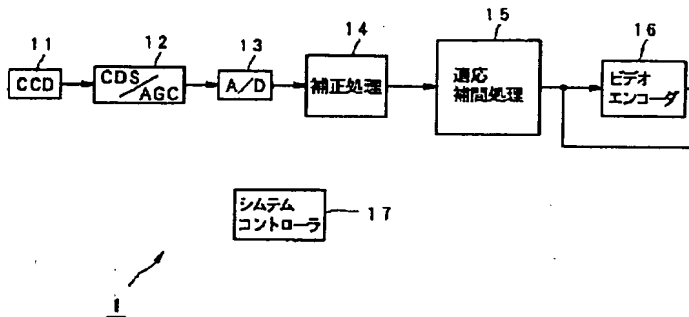 11
12
13
14
15
16
CCD
CDS/AGC
A/D
補正処理
適応
補間処理
ビデオ
エンコーダ
シムテム
コントローラ
17
1